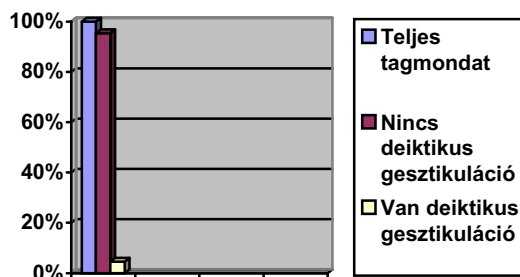 100%
80%
60%
40%
20%
0%
Teljes
tagmondat
Nincs
deiktikus
gesztikuláció
Van deiktikus
gesztikuláció